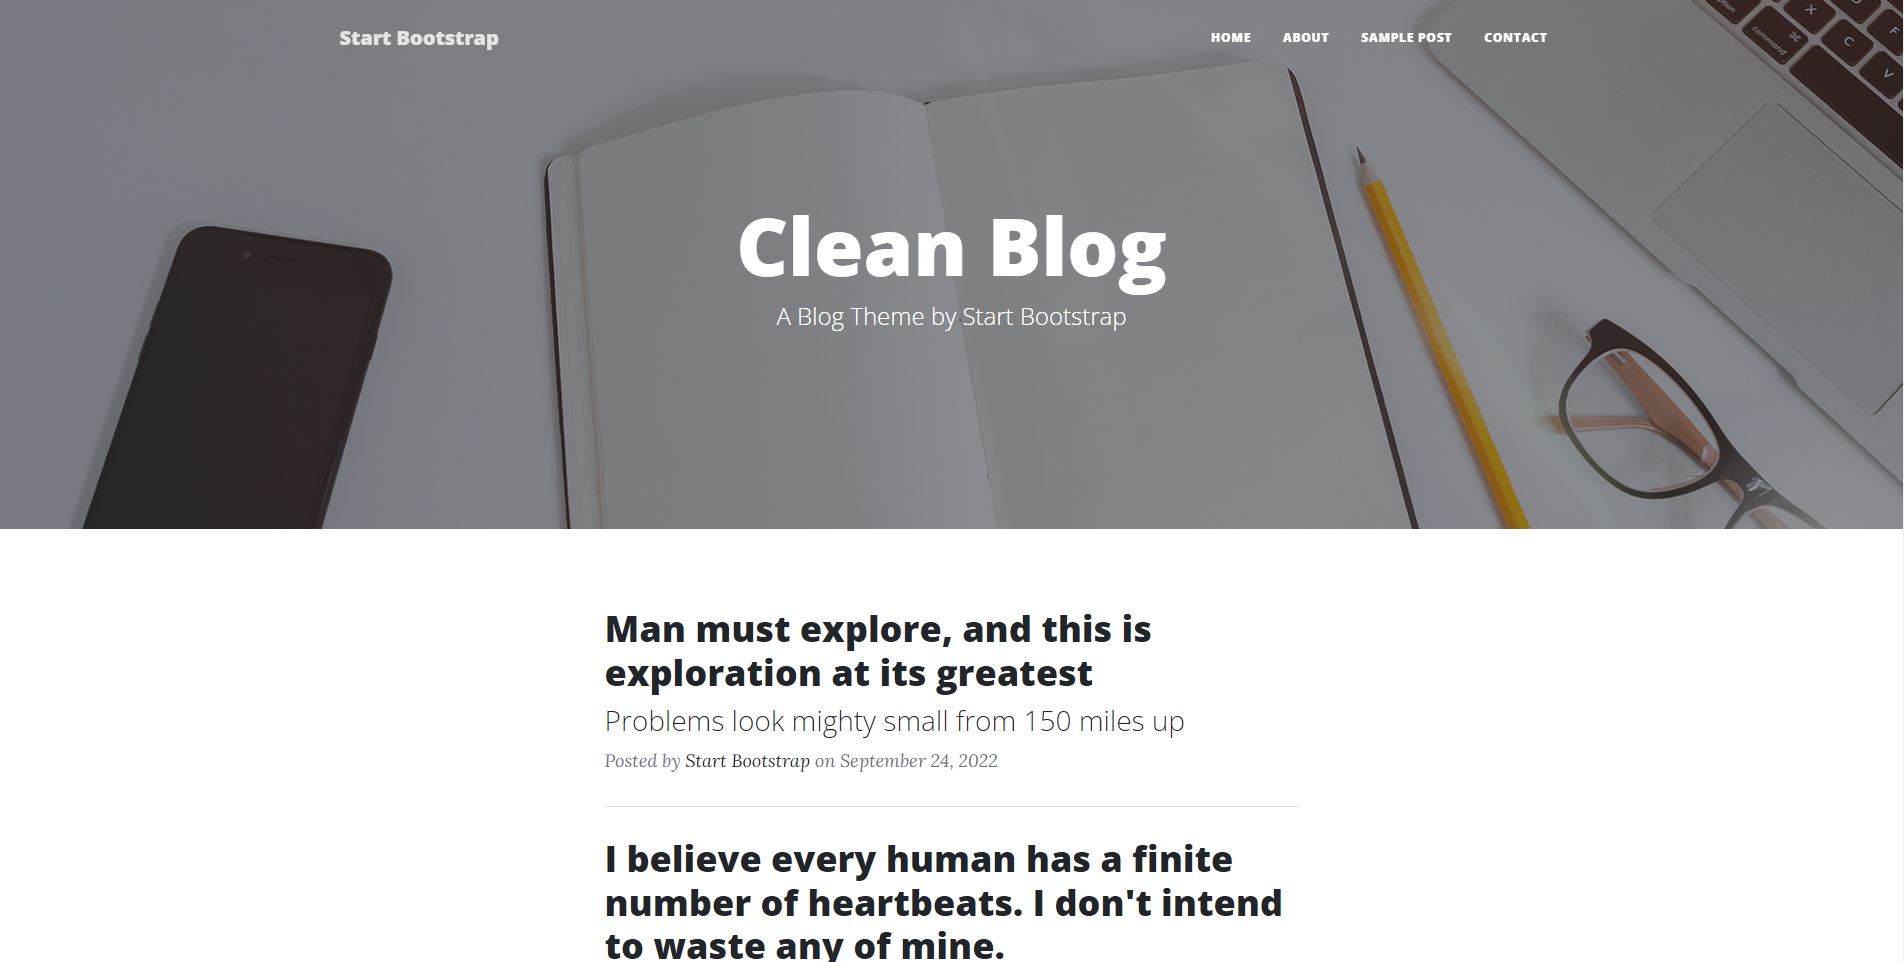 Start Bootstrap
HOME ABOUT SAMPLE POST CONTACT
option
command
⌘
X
C
V
F
Clean Blog
A Blog Theme by Start Bootstrap
Man must explore, and this is
exploration at its greatest
Problems look mighty small from 150 miles up
Posted by Start Bootstrap on September 24, 2022
I believe every human has a finite
number of heartbeats. I don't intend
to waste any of mine.